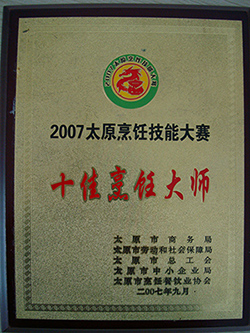 2007太原烹饪技能大赛
十佳烹饪大师
太原市商务局
太原市劳动和社会保障局
太原市总工会
太原市中小企业局
太原市烹饪餐饮业协会
二00七年九月